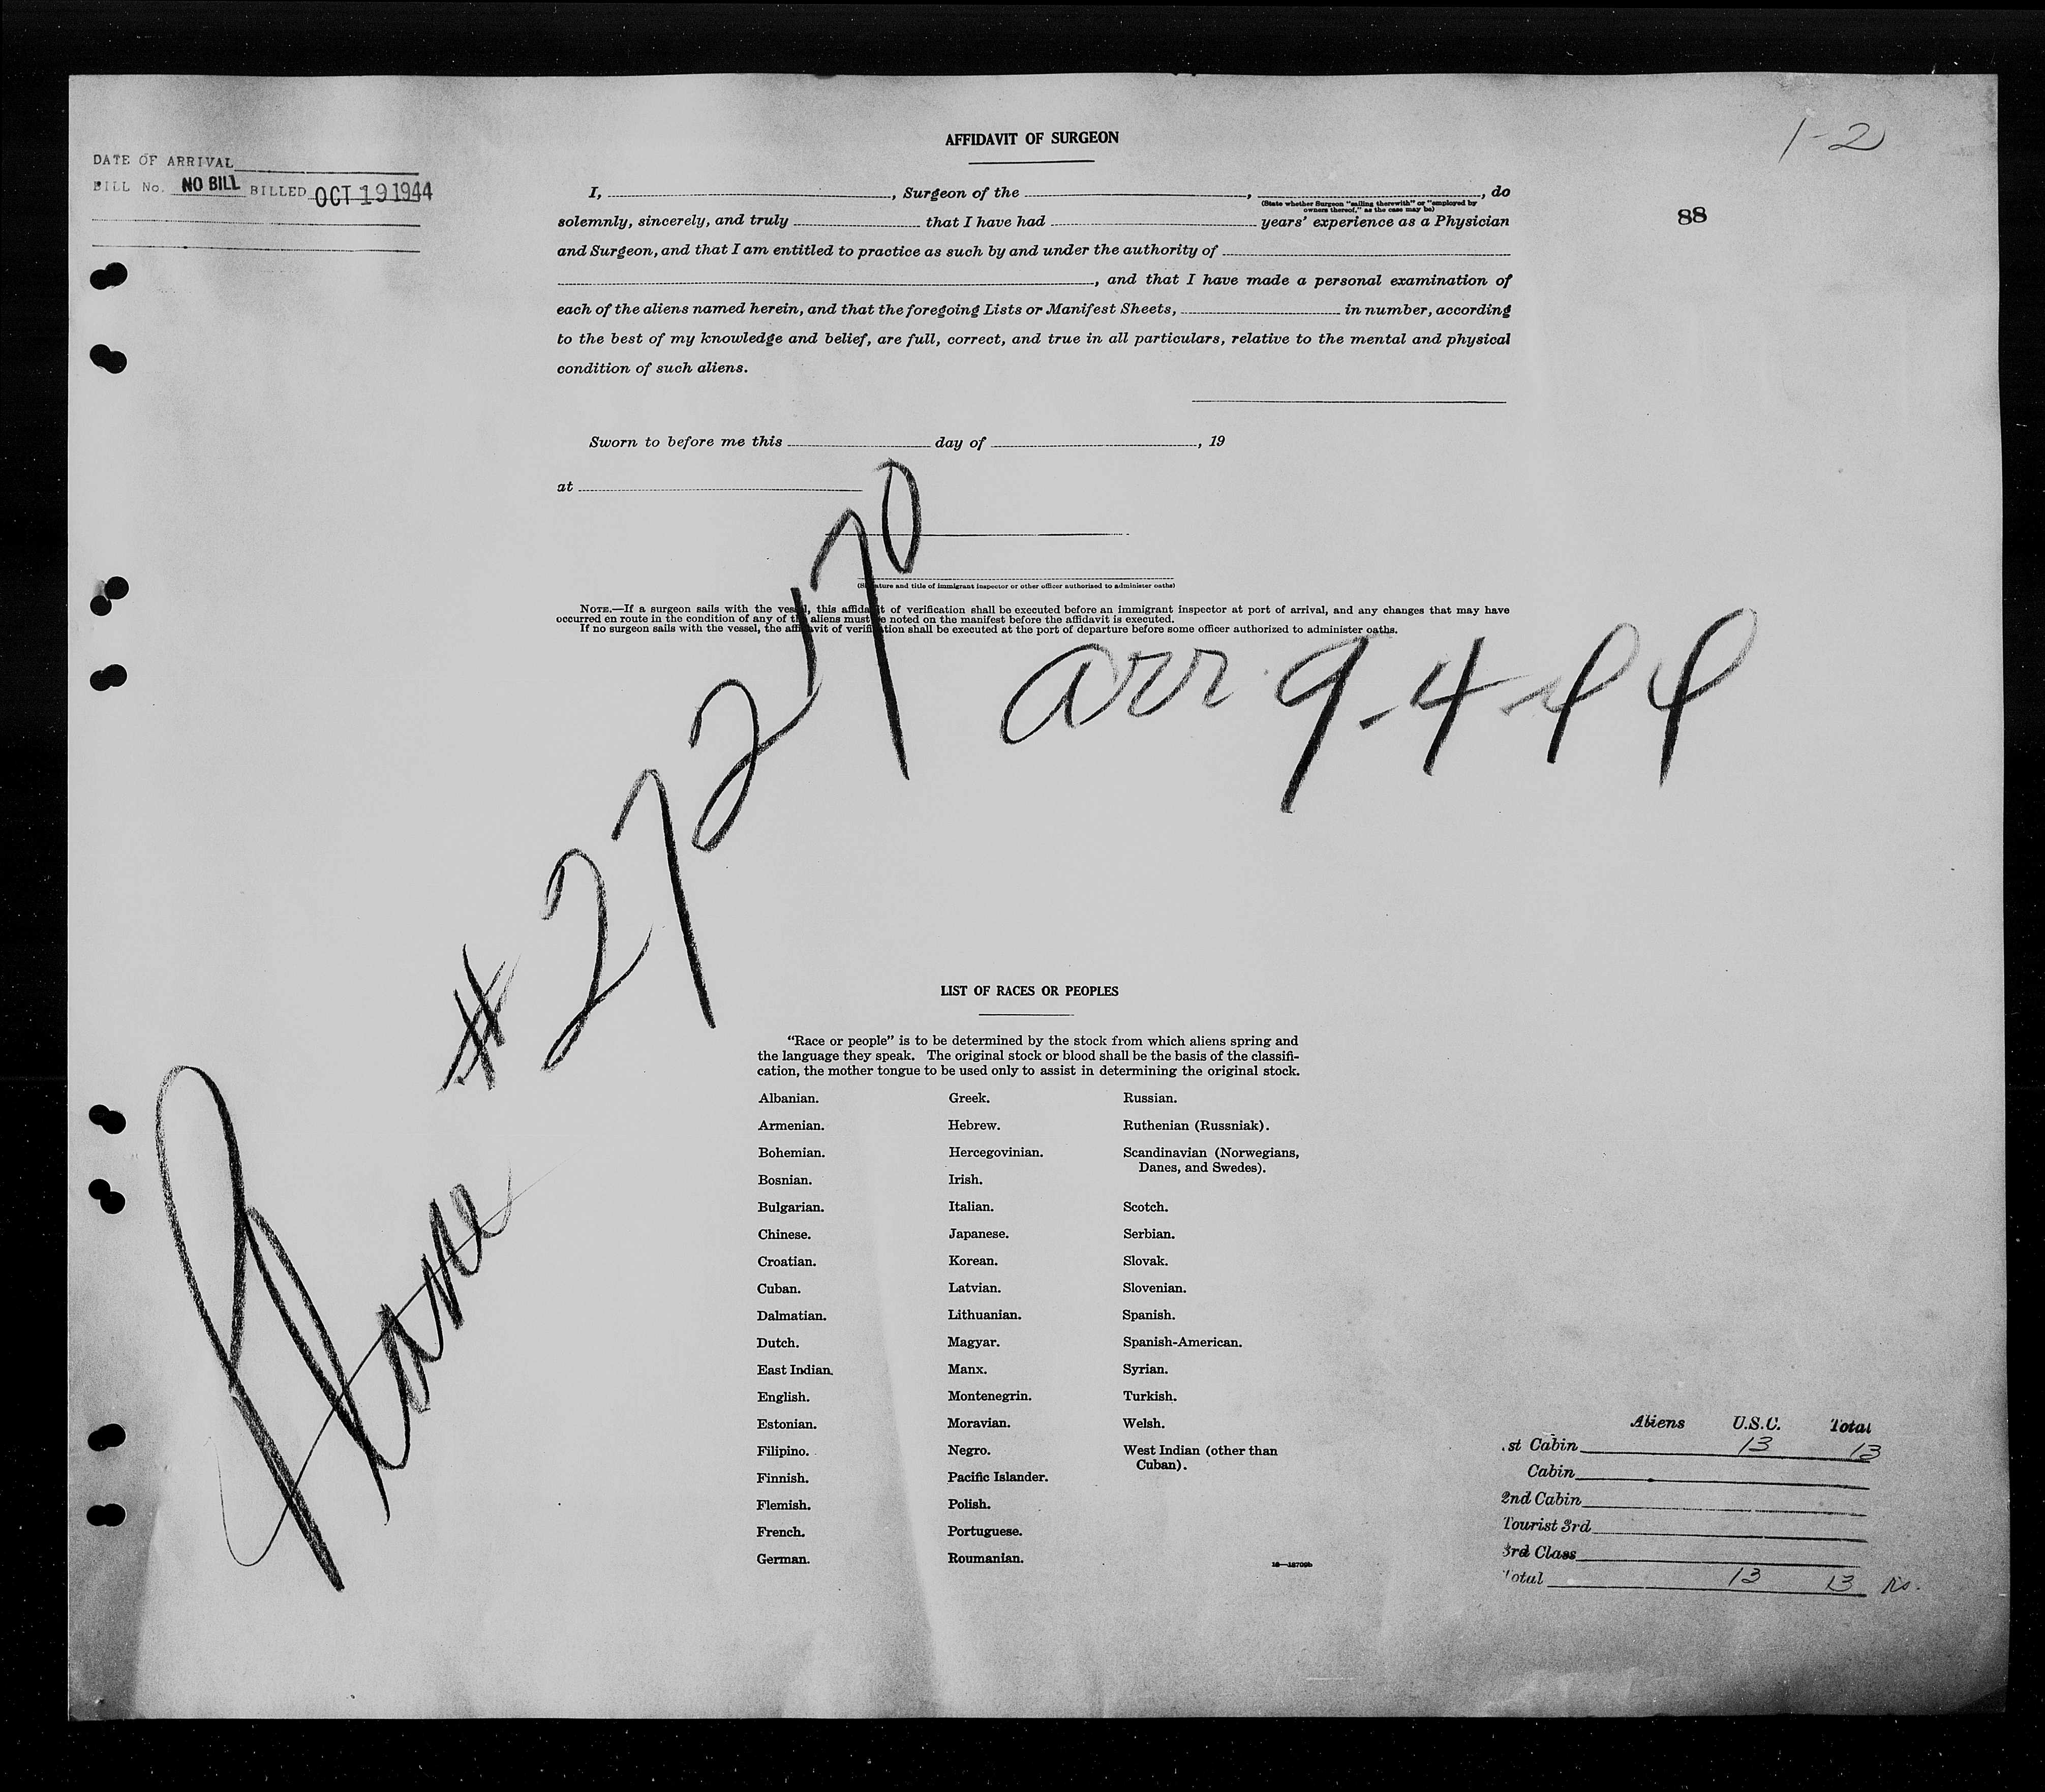 AFFIDAVIT OF SURGEON
1-2
DATE OF ARRIVAL
BILL No. NO BILL BILLED OCT 19 1944
88
I, , Surgeon of the , , do
(State whether Surgeon "sailing therewith" or "employed by
owners thereof," as the case may be)
solemnly, sincerely, and truly that I have had years' experience as a Physician
and Surgeon, and that I am entitled to practice as such by and under the authority of
, and that I have made a personal examination of
each of the aliens named herein, and that the foregoing Lists or Manifest Sheets, in number, according
to the best of my knowledge and belief, are full, correct, and true in all particulars, relative to the mental and physical
condition of such aliens.
Sworn to before me this day of , 19
at
(Signature and title of immigrant inspector or other officer authorized to administer oaths)
NOTE.—If a surgeon sails with the vessel, this affidavit of verification shall be executed before an immigrant inspector at port of arrival, and any changes that may have
occurred en route in the condition of any of the aliens must be noted on the manifest before the affidavit is executed.
If no surgeon sails with the vessel, the affidavit of verification shall be executed at the port of departure before some officer authorized to administer oaths.
arr 9-4-44
Plane # 272470
LIST OF RACES OR PEOPLES
"Race or people" is to be determined by the stock from which aliens spring and
the language they speak. The original stock or blood shall be the basis of the classifi-
cation, the mother tongue to be used only to assist in determining the original stock.
Albanian. Greek. Russian.
Armenian. Hebrew. Ruthenian (Russniak).
Bohemian. Hercegovinian. Scandinavian (Norwegians,
Danes, and Swedes).
Bosnian. Irish.
Bulgarian. Italian. Scotch.
Chinese. Japanese. Serbian.
Croatian. Korean. Slovak.
Cuban. Latvian. Slovenian.
Dalmatian. Lithuanian. Spanish.
Dutch. Magyar. Spanish-American.
East Indian. Manx. Syrian.
English. Montenegrin. Turkish.
Estonian. Moravian. Welsh.
Filipino. Negro. West Indian (other than
Cuban).
Finnish. Pacific Islander.
Flemish. Polish.
French. Portuguese.
German. Roumanian.
Aliens U.S.C. Total
st Cabin 13 13
Cabin
2nd Cabin
Tourist 3rd
3rd Class
Total 13 13